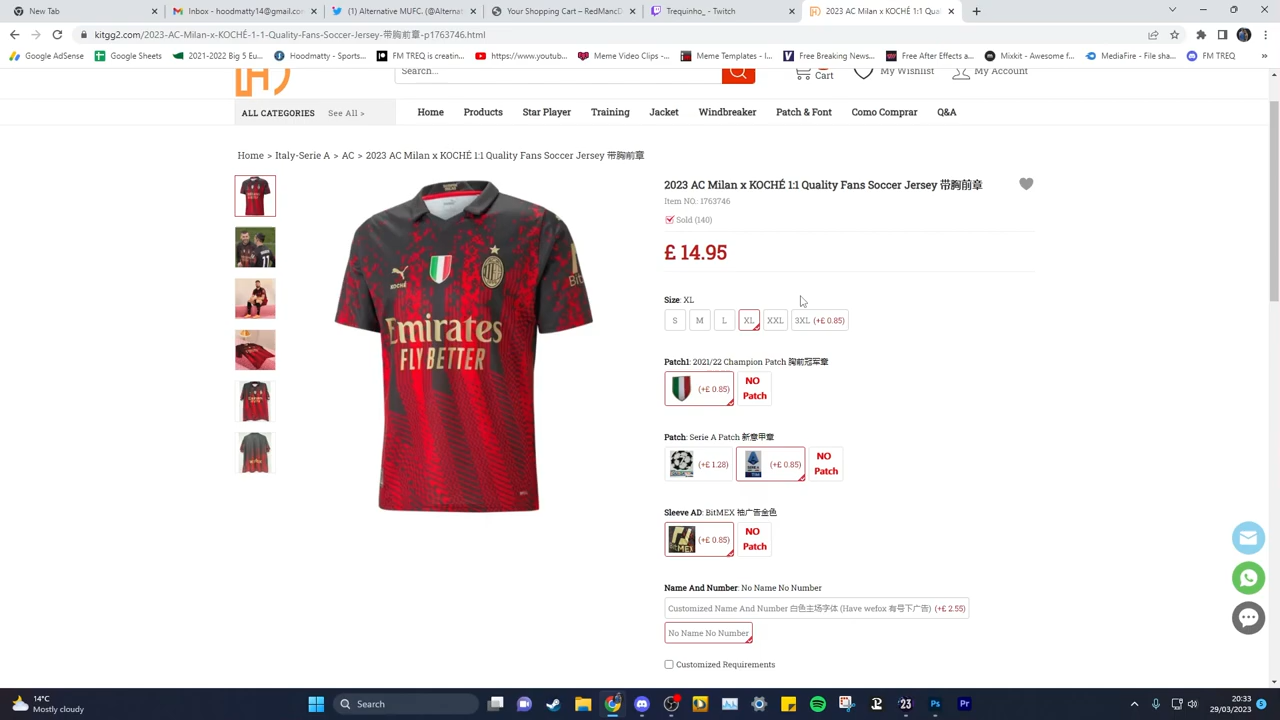 New Tab
Inbox - hoodmatty@gmail.com
(@Alternative MUFC. (@Alternati
Shopping Cart - RedWhiteD
Trequinho_ - Twitch
2023 AC Milan x KOCHÉ 1:1 Qu
kitgg2.com/2023-AC-Milan-x-KOCHÉ-1-1-Quality-Fans-Soccer-Jersey-带胸前章-p1763746.html
Google AdSense
Google Sheets
2021-2022 Big 5 Eu...
Hoodmatty - Sports...
FM TREQ is creating...
https://www.youtub...
Meme Video Clips -...
Meme Templates - I...
Free Breaking News...
Free After Effects a...
Mixkit - Awesome f...
MediaFire - File sha...
FM TREQ
»
Search...
Cart
My Wishlist
My Account
ALL CATEGORIES See All >
Home
Products
Star Player
Training
Jacket
Windbreaker
Patch & Font
Como Comprar
Q&A
Home > Italy-Serie A > AC > 2023 AC Milan x KOCHÉ 1:1 Quality Fans Soccer Jersey 带胸前章
2023 AC Milan x KOCHÉ 1:1 Quality Fans Soccer Jersey 带胸前章
Item NO.: 1763746
Sold (140)
£ 14.95
Size: XL
S
M
L
XL
XXL
3XL (+£ 0.85)
Patch1: 2021/22 Champion Patch 胸前冠军章
(+£ 0.85)
NO
Patch
Patch: Serie A Patch 新意甲章
(+£ 1.28)
(+£ 0.85)
NO
Patch
Sleeve AD: BitMEX 袖广告金色
(+£ 0.85)
NO
Patch
Name And Number: No Name No Number
Customized Name And Number 白色主场字体 (Have wefox 有号下广告) (+£ 2.55)
No Name No Number
Customized Requirements
KOCHÉ
Emirates
FLY BETTER
14°C
Mostly cloudy
Search
20:33
29/03/2023